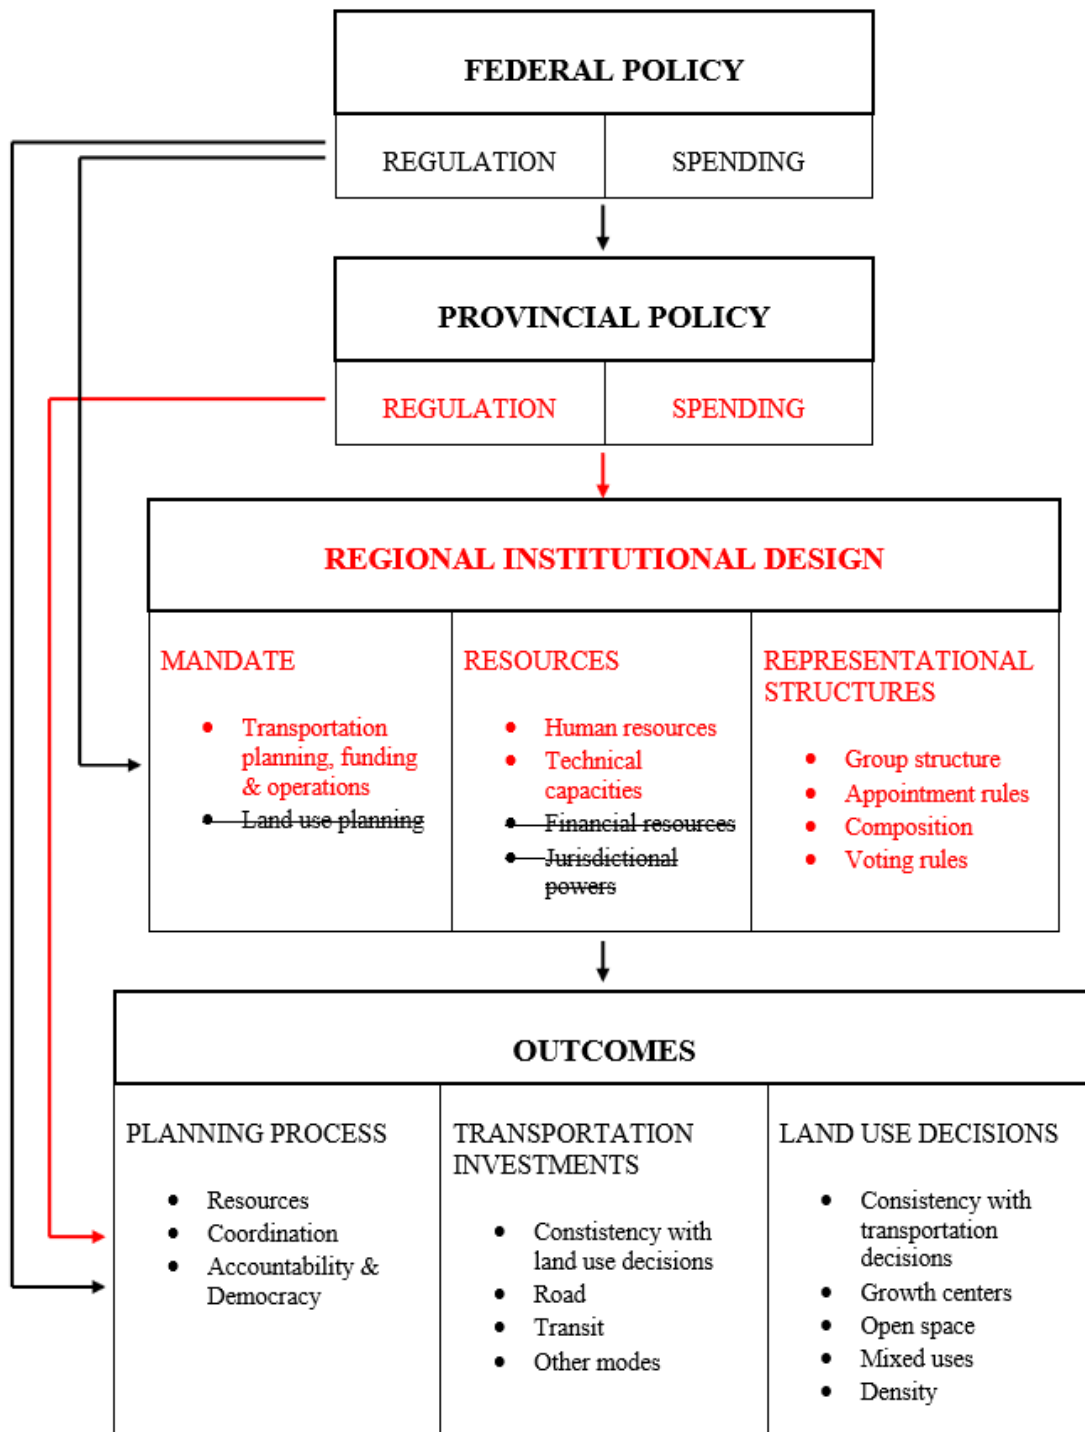 FEDERAL POLICY
REGULATION
SPENDING
PROVINCIAL POLICY
REGULATION
SPENDING
REGIONAL INSTITUTIONAL DESIGN
MANDATE
• Transportation
planning, funding
& operations
• Land use planning
RESOURCES
• Human resources
• Technical
capacities
• Financial resources
• Jurisdictional
powers
REPRESENTATIONAL
STRUCTURES
• Group structure
• Appointment rules
• Composition
• Voting rules
OUTCOMES
PLANNING PROCESS
• Resources
• Coordination
• Accountability &
Democracy
TRANSPORTATION
INVESTMENTS
• Constistency with
land use decisions
• Road
• Transit
• Other modes
LAND USE DECISIONS
• Consistency with
transportation
decisions
• Growth centers
• Open space
• Mixed uses
• Density